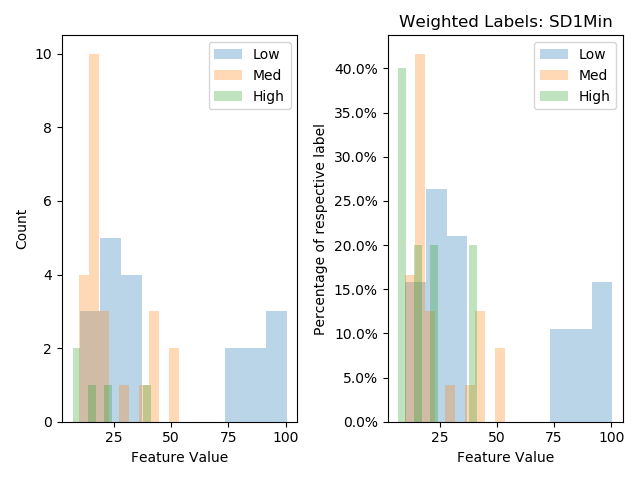 10
8
6
4
2
0
Count
25
50
75
100
Feature Value
Low
Med
High
Weighted Labels: SD1Min
40.0%
35.0%
30.0%
25.0%
20.0%
15.0%
10.0%
5.0%
0.0%
Percentage of respective label
25
50
75
100
Feature Value
Low
Med
High